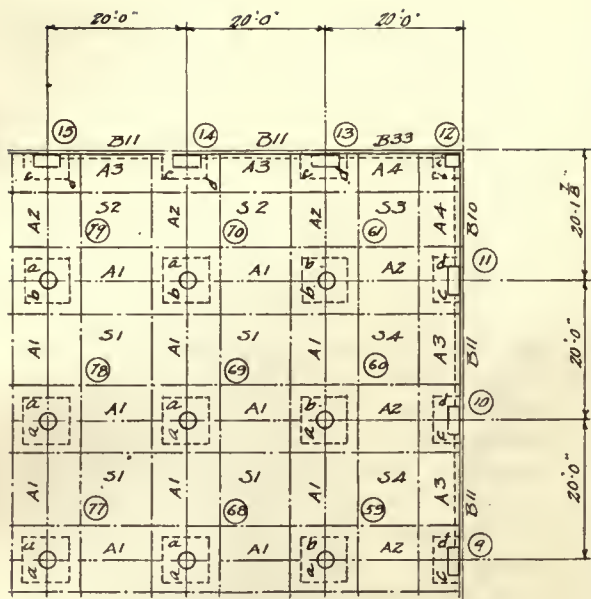 20'-0" 20'-0" 20'-0"
15 B11 14 B11 13 B33 12
c d A3 c d A3 c d A4 c
A2 S2 A2 S2 A2 S3 A4 B10 20'-1 7/8"
79 70 61
a b A1 a b A1 b b A2 d c 11
A1 S1 A1 S1 A1 S4 A3 B11 20'-0"
78 69 60
a a A1 a a A1 b a A2 d c 10
A1 S1 A1 S1 A1 S4 A3 B11 20'-0"
77 68 59
a a A1 a a A1 b a A2 d c 9